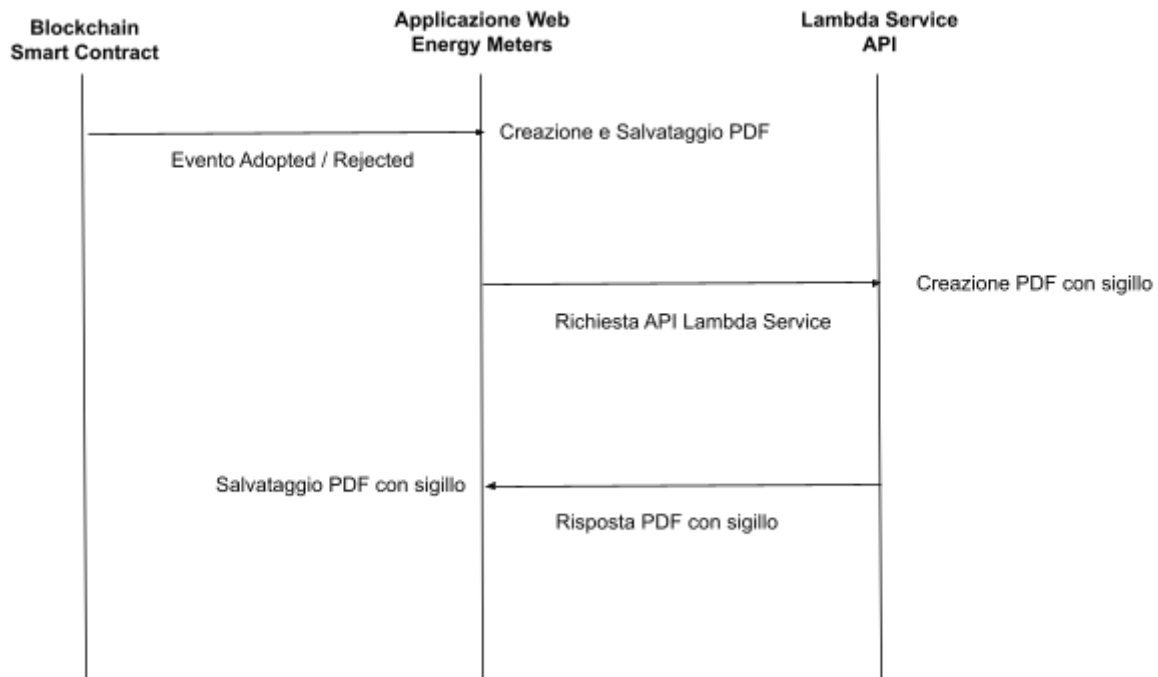 Blockchain
Smart Contract
Applicazione Web
Energy Meters
Lambda Service
API
Creazione e Salvataggio PDF
Evento Adopted / Rejected
Creazione PDF con sigillo
Richiesta API Lambda Service
Salvataggio PDF con sigillo
Risposta PDF con sigillo